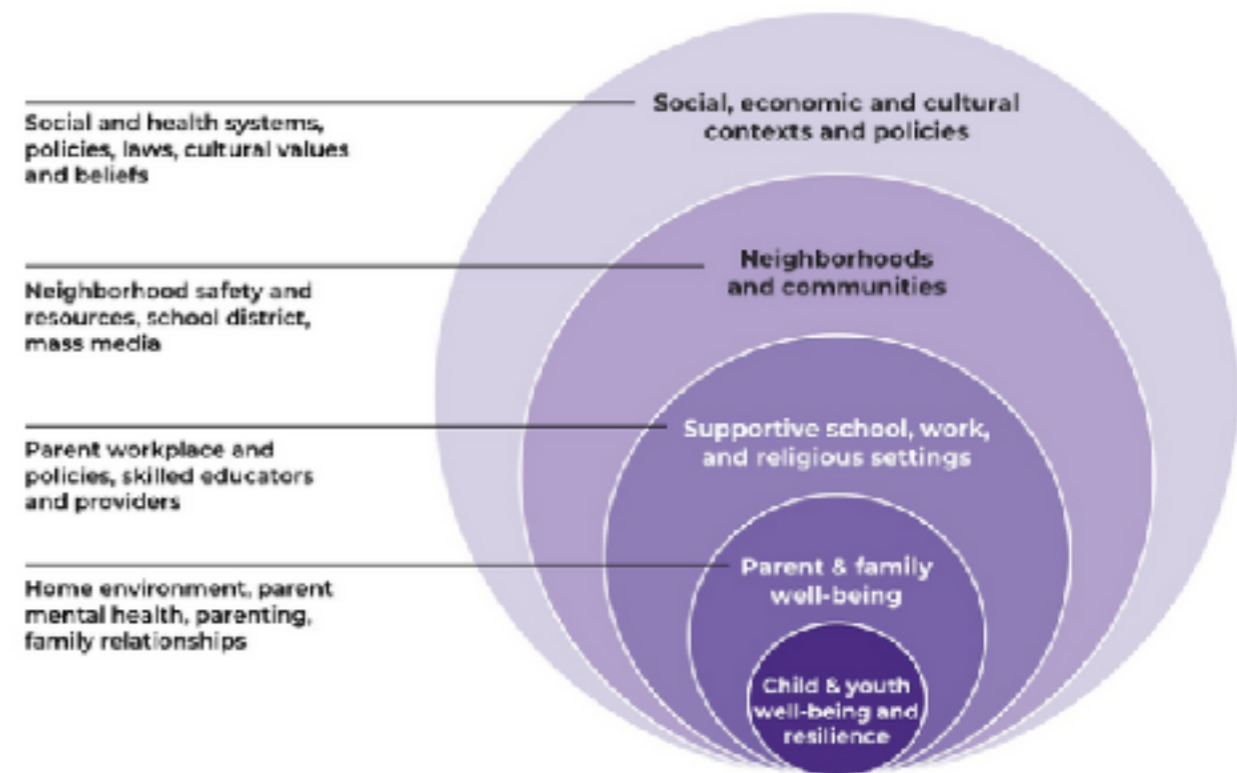 Social, economic and cultural
contexts and policies
Social and health systems,
policies, laws, cultural values
and beliefs
Neighborhoods
and communities
Neighborhood safety and
resources, school district,
mass media
Supportive school, work,
and religious settings
Parent workplace and
policies, skilled educators
and providers
Parent & family
well-being
Home environment, parent
mental health, parenting,
family relationships
Child & youth
well-being and
resilience